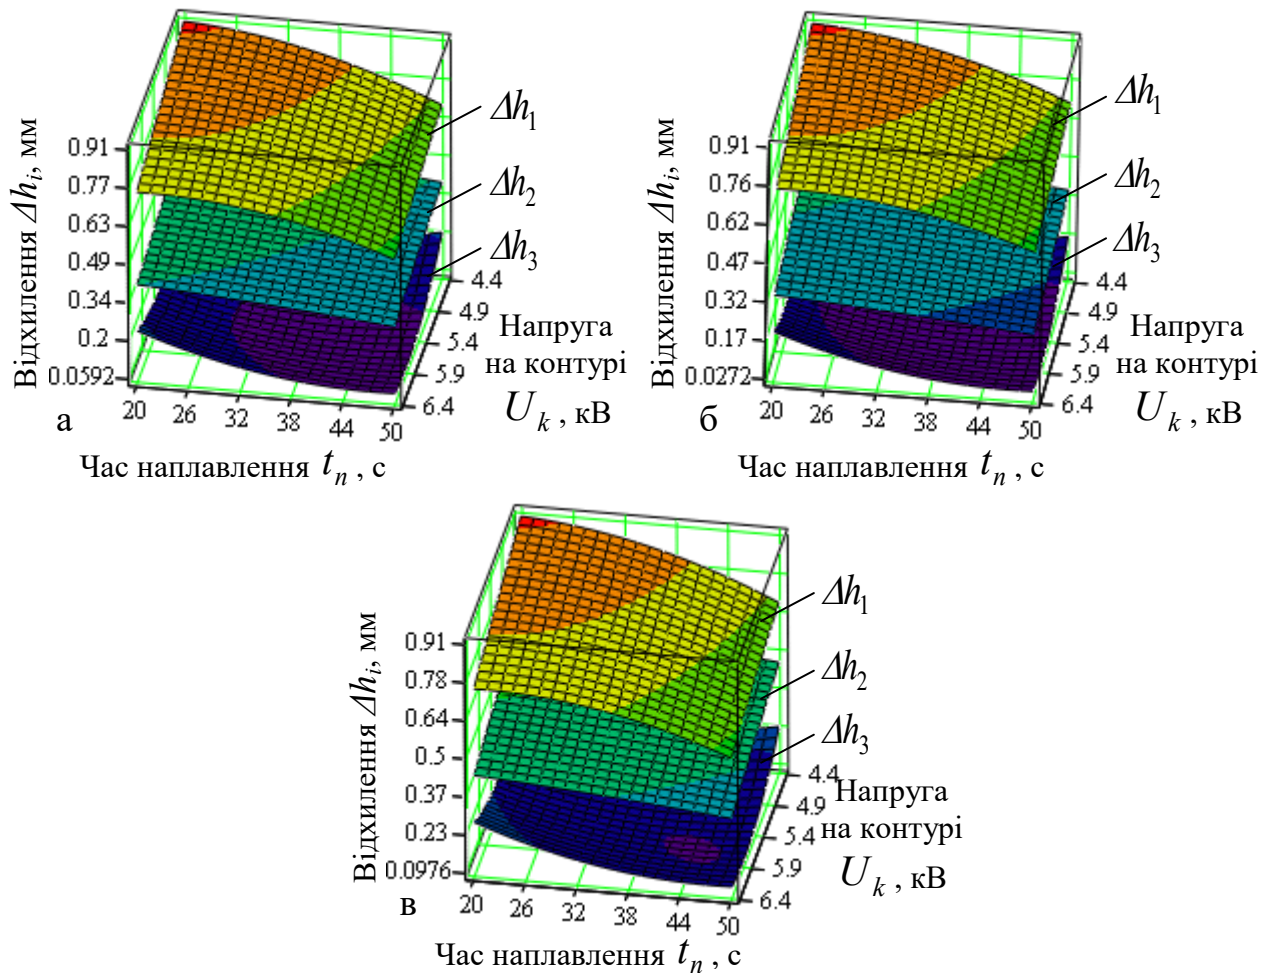 Відхилення Δhᵢ, мм
0.91
0.77
0.63
0.49
0.34
0.2
0.0592
20
26
32
38
44
50
4.4
4.9
5.4
5.9
6.4
Δh₁
Δh₂
Δh₃
Напруга
на контурі
U_k , кВ
а
Час наплавлення t_n , с
Відхилення Δhᵢ, мм
0.91
0.76
0.62
0.47
0.32
0.17
0.0272
20
26
32
38
44
50
4.4
4.9
5.4
5.9
6.4
Δh₁
Δh₂
Δh₃
Напруга
на контурі
U_k , кВ
б
Час наплавлення t_n , с
Відхилення Δhᵢ, мм
0.91
0.78
0.64
0.5
0.37
0.23
0.0976
20
26
32
38
44
50
4.4
4.9
5.4
5.9
6.4
Δh₁
Δh₂
Δh₃
Напруга
на контурі
U_k , кВ
в
Час наплавлення t_n , с